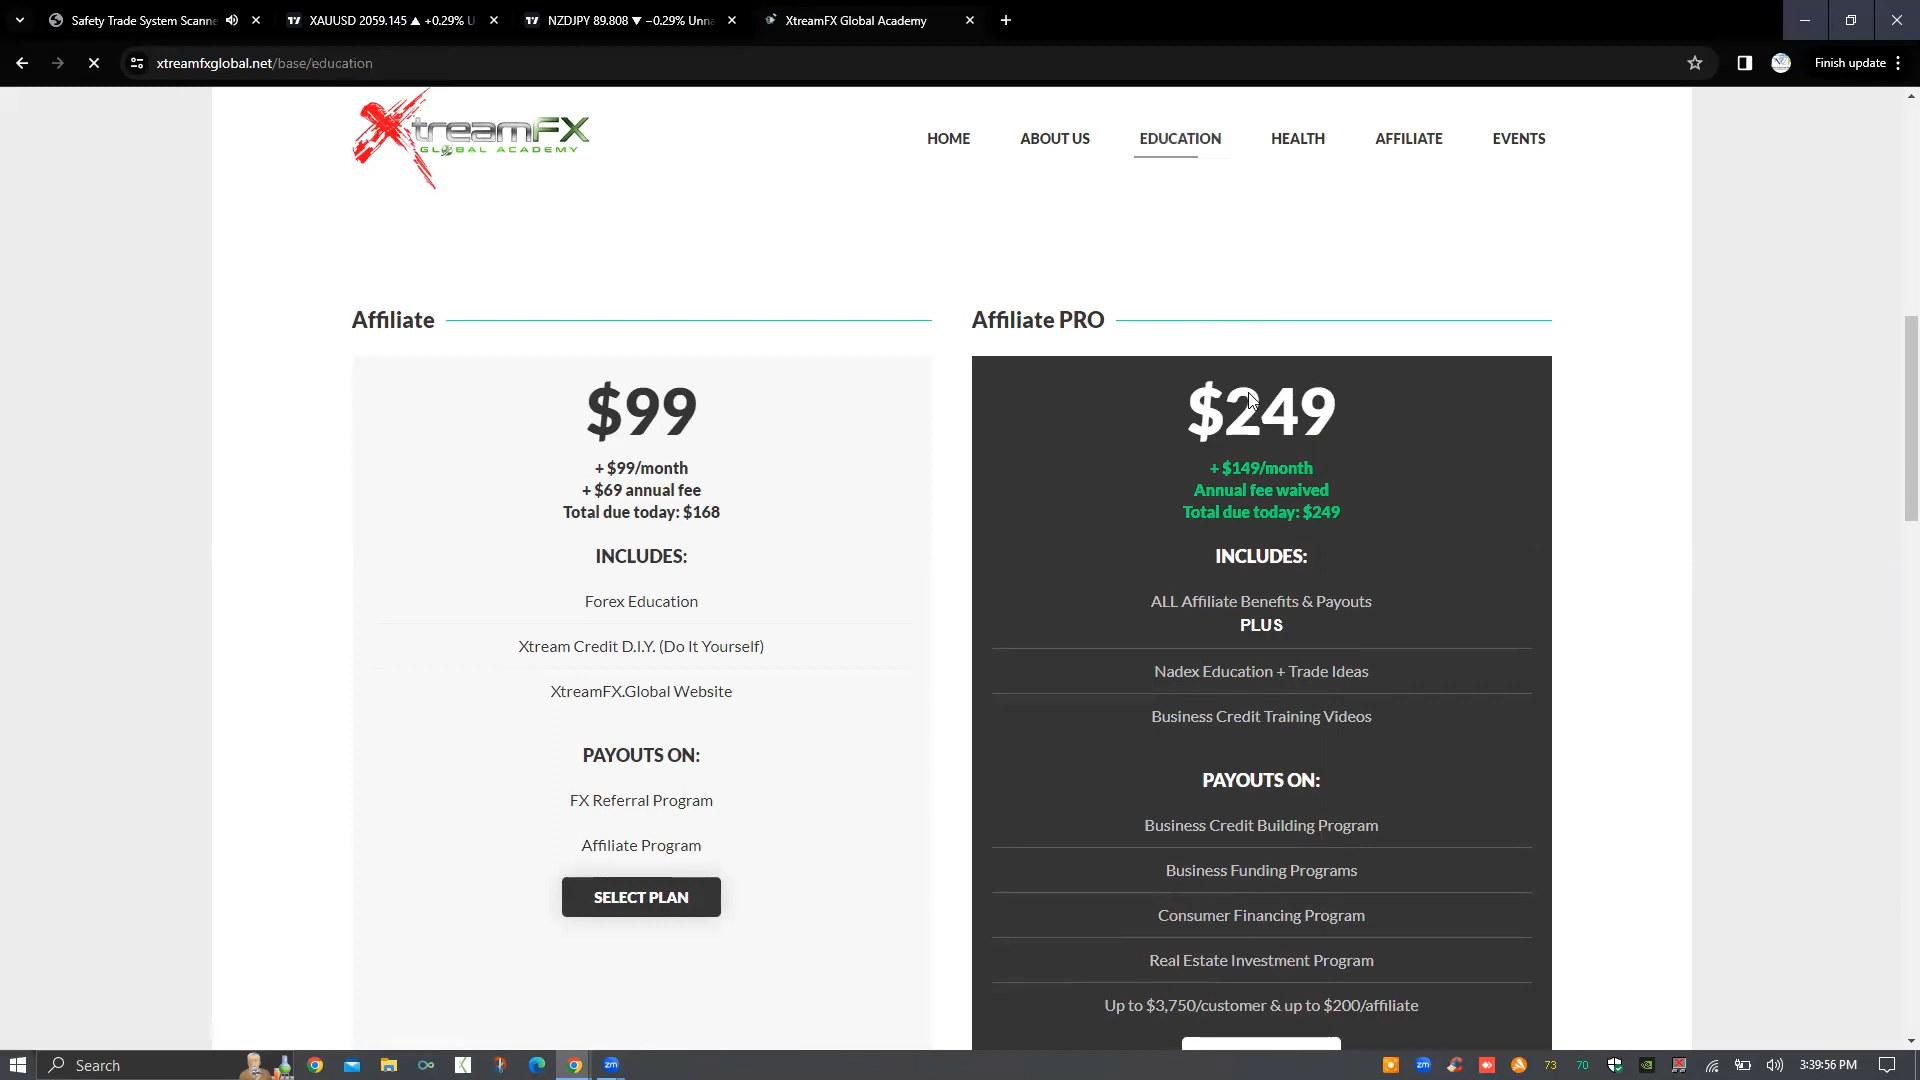 Safety Trade System Scanne
XAUUSD 2059.145 ▲ +0.29% U
NZDJPY 89.808 ▼ −0.29% Unna
XtreamFX Global Academy
xtreamfxglobal.net/base/education
Finish update
XtreamFX
GLOBAL ACADEMY
HOME
ABOUT US
EDUCATION
HEALTH
AFFILIATE
EVENTS
Affiliate
$99
+ $99/month
+ $69 annual fee
Total due today: $168
INCLUDES:
Forex Education
Xtream Credit D.I.Y. (Do It Yourself)
XtreamFX.Global Website
PAYOUTS ON:
FX Referral Program
Affiliate Program
SELECT PLAN
Affiliate PRO
$249
+ $149/month
Annual fee waived
Total due today: $249
INCLUDES:
ALL Affiliate Benefits & Payouts
PLUS
Nadex Education + Trade Ideas
Business Credit Training Videos
PAYOUTS ON:
Business Credit Building Program
Business Funding Programs
Consumer Financing Program
Real Estate Investment Program
Up to $3,750/customer & up to $200/affiliate
Search
zm
zm
73
70
3:39:56 PM